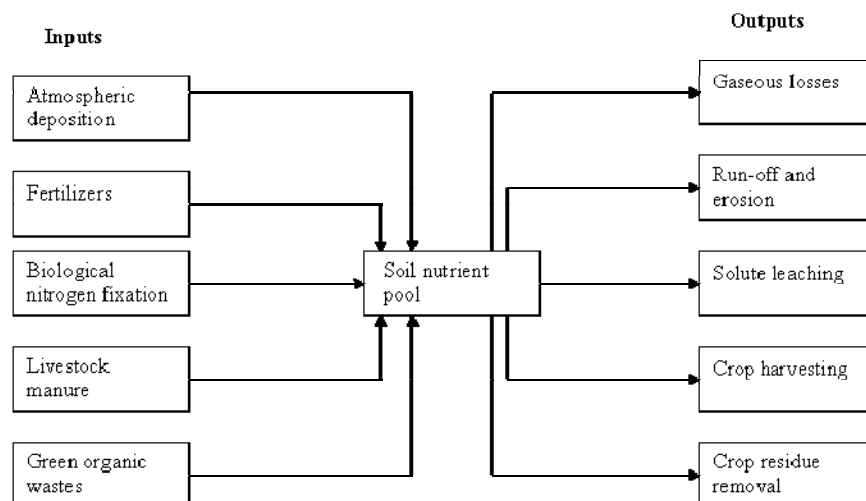 Inputs
Outputs
Atmospheric
deposition
Fertilizers
Biological
nitrogen fixation
Livestock
manure
Green organic
wastes
Soil nutrient
pool
Gaseous losses
Run-off and
erosion
Solute leaching
Crop harvesting
Crop residue
removal